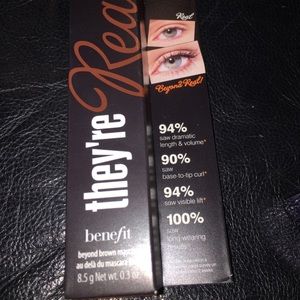 they're Real
benefit
beyond brown
au delà du mascara
8.5 g Net wt. 0.3
Real
Beyond Real!
94%
saw dramatic
length & volume*
90%
saw
base-to-tip curl*
94%
saw visible lift*
100%
saw
long-wearing
results